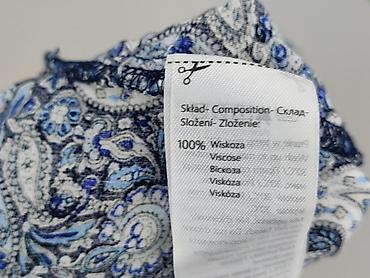 Skład- Composition- Склад-
Složení- Zloženie:
100% Wiskoza
Viscose
Віскоза
Viskóza
Viskóza